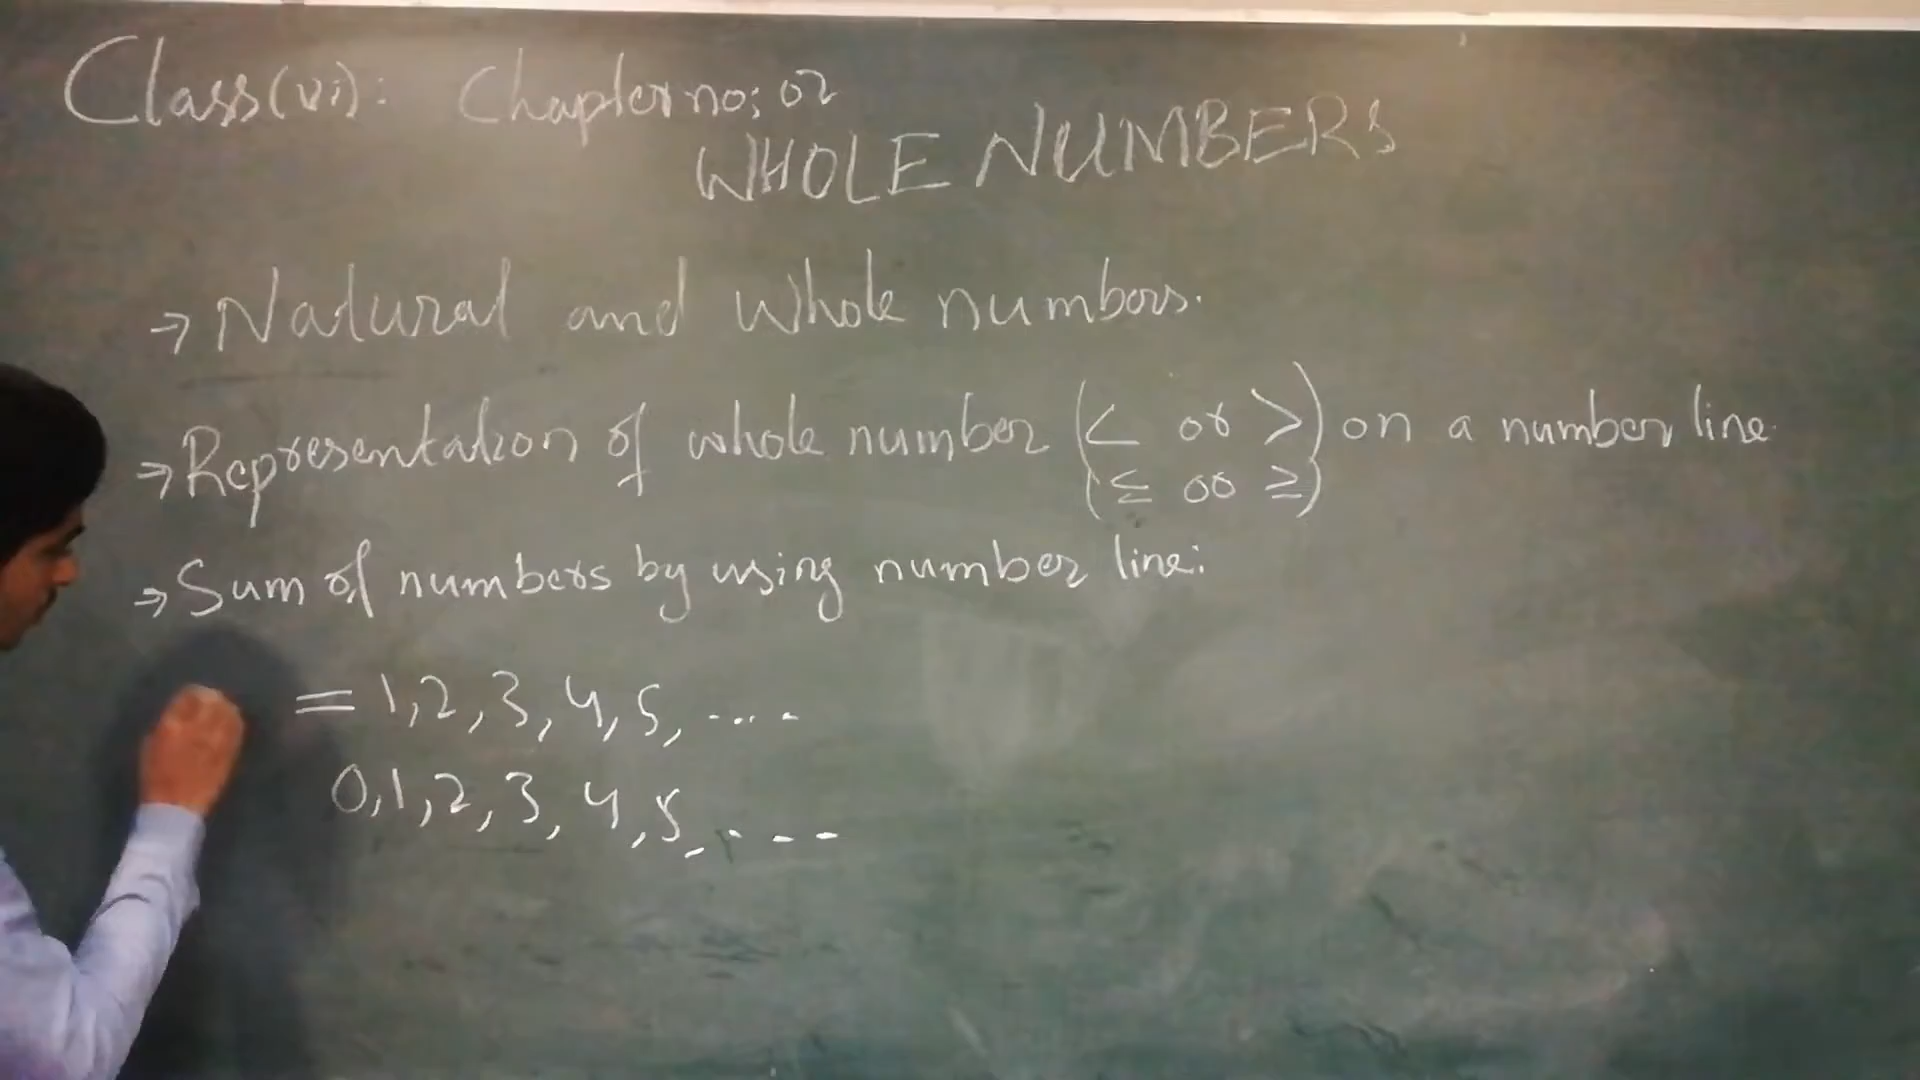 Class(vi): Chapter no; 02
WHOLE NUMBERS
→ Natural and Whole numbers.
→ Representation of whole number (< or >) on a number line.
(≤ or ≥)
→ Sum of numbers by using number line:
= 1,2,3,4,5,....
0,1,2,3,4,5,....